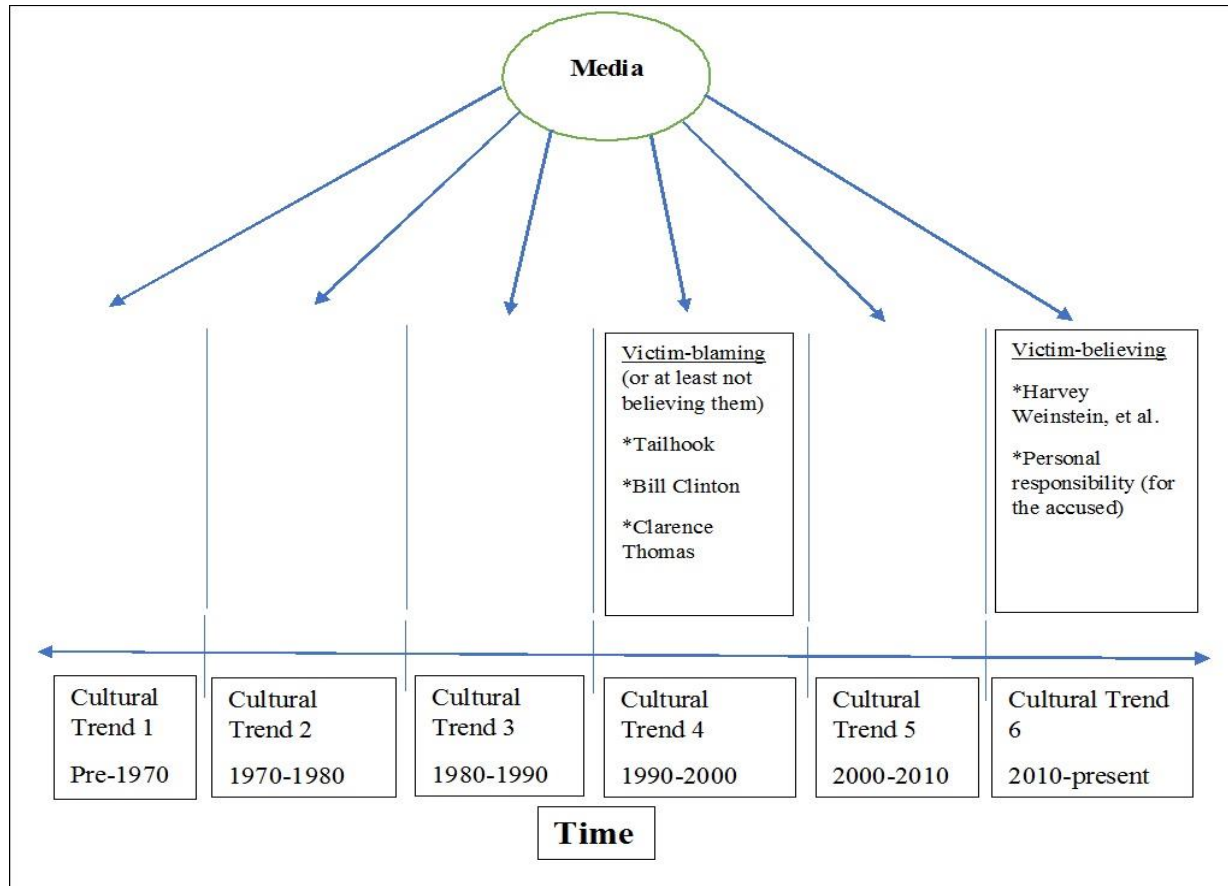 Media
Victim-blaming
(or at least not
believing them)
*Tailhook
*Bill Clinton
*Clarence
Thomas
Victim-believing
*Harvey
Weinstein, et al.
*Personal
responsibility (for
the accused)
Cultural
Trend 1
Pre-1970
Cultural
Trend 2
1970-1980
Cultural
Trend 3
1980-1990
Cultural
Trend 4
1990-2000
Cultural
Trend 5
2000-2010
Cultural Trend
6
2010-present
Time